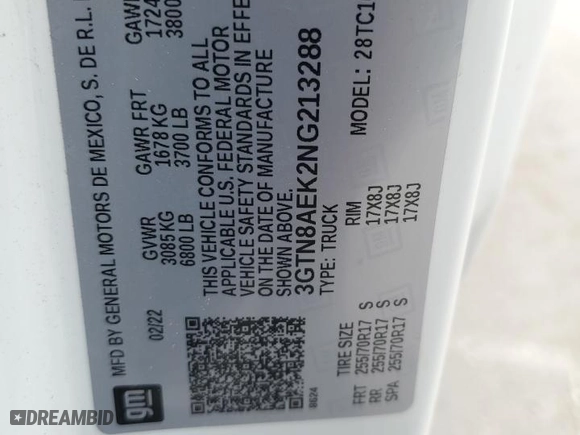 MFD BY GENERAL MOTORS DE MEXICO, S. DE R.L.
02/22
GVWR
3085 KG
6800 LB
GAWR FRT
1678 KG
3700 LB
GAWR
1724
3800
THIS VEHICLE CONFORMS TO ALL
APPLICABLE U.S. FEDERAL MOTOR
VEHICLE SAFETY STANDARDS IN EFFE
ON THE DATE OF MANUFACTURE
SHOWN ABOVE.
3GTN8AEK2NG213288
TYPE: TRUCK
MODEL: 28TC1
TIRE SIZE
RIM
FRT 255/70R17 S 17X8J
RR 255/70R17 S 17X8J
SPA 255/70R17 S 17X8J
gm
DREAMBID